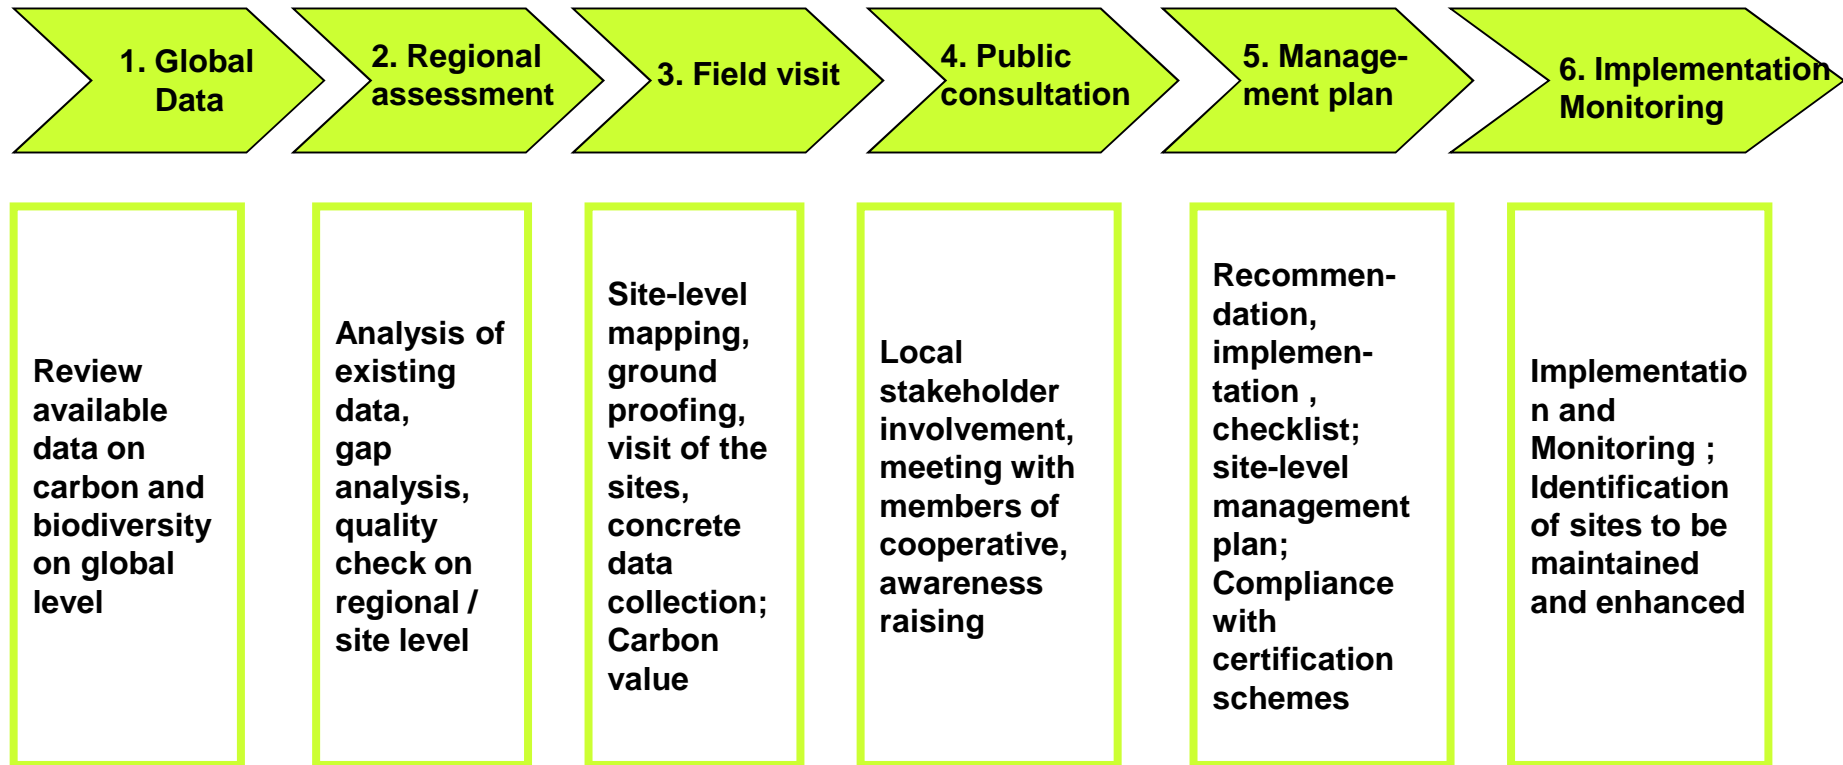 1. Global
Data
2. Regional
assessment
3. Field visit
4. Public
consultation
5. Manage-
ment plan
6. Implementation
Monitoring
Review
available
data on
carbon and
biodiversity
on global
level
Analysis of
existing
data,
gap
analysis,
quality
check on
regional /
site level
Site-level
mapping,
ground
proofing,
visit of the
sites,
concrete
data
collection;
Carbon
value
Local
stakeholder
involvement,
meeting with
members of
cooperative,
awareness
raising
Recommen-
dation,
implemen-
tation ,
checklist;
site-level
management
plan;
Compliance
with
certification
schemes
Implementatio
n and
Monitoring ;
Identification
of sites to be
maintained
and enhanced